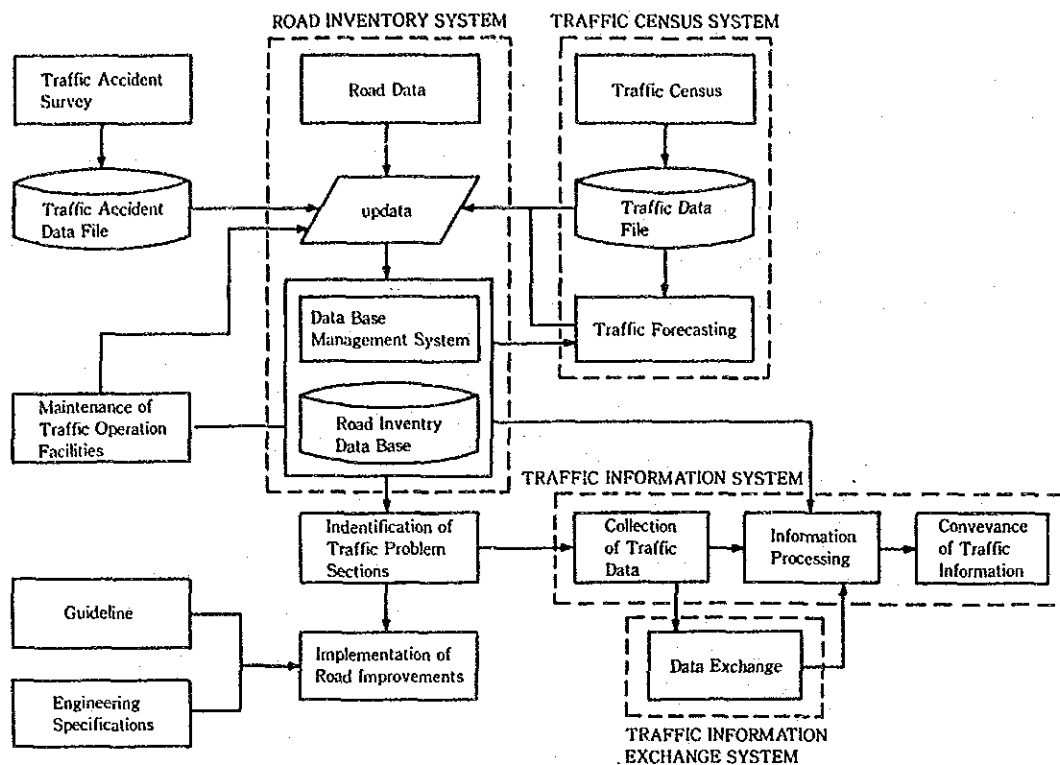 ROAD INVENTORY SYSTEM
TRAFFIC CENSUS SYSTEM
Traffic Accident
Survey
Road Data
Traffic Census
Traffic Accident
Data File
updata
Traffic Data
File
Data Base
Management System
Traffic Forecasting
Maintenance of
Traffic Operation
Facilities
Road Inventry
Data Base
TRAFFIC INFORMATION SYSTEM
Indentification of
Traffic Problem
Sections
Collection
of Traffic
Data
Information
Processing
Convevance
of Traffic
Information
Guideline
Implementation of
Road Improvements
Data Exchange
Engineering
Specifications
TRAFFIC INFORMATION
EXCHANGE SYSTEM